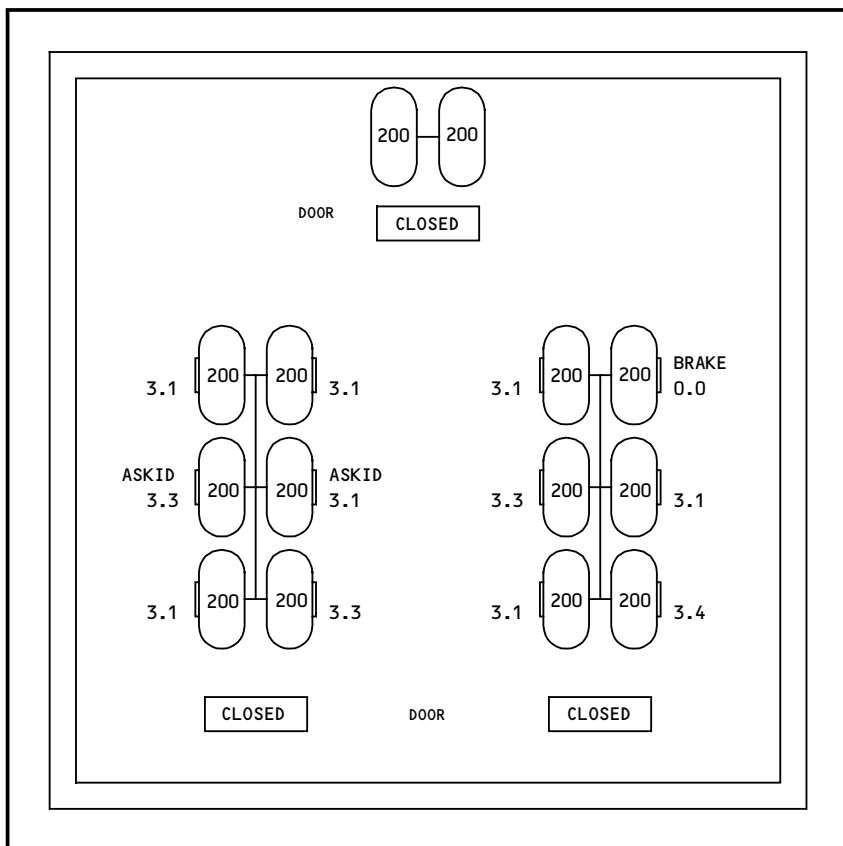 200 200
DOOR CLOSED
200 200 200 200 BRAKE
3.1 3.1 3.1 0.0
ASKID 200 200 ASKID 200 200
3.3 3.1 3.3 3.1
200 200 200 200
3.1 3.3 3.1 3.4
CLOSED DOOR CLOSED